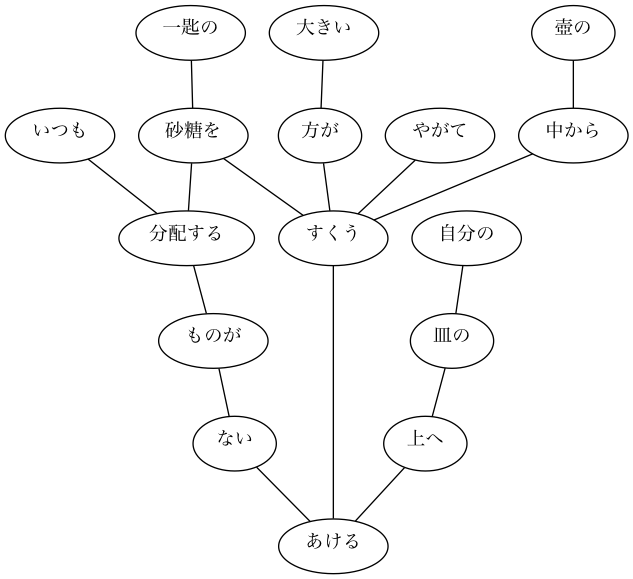 一匙の
大きい
壺の
いつも
砂糖を
方が
やがて
中から
分配する
すくう
自分の
ものが
皿の
ない
上へ
あける